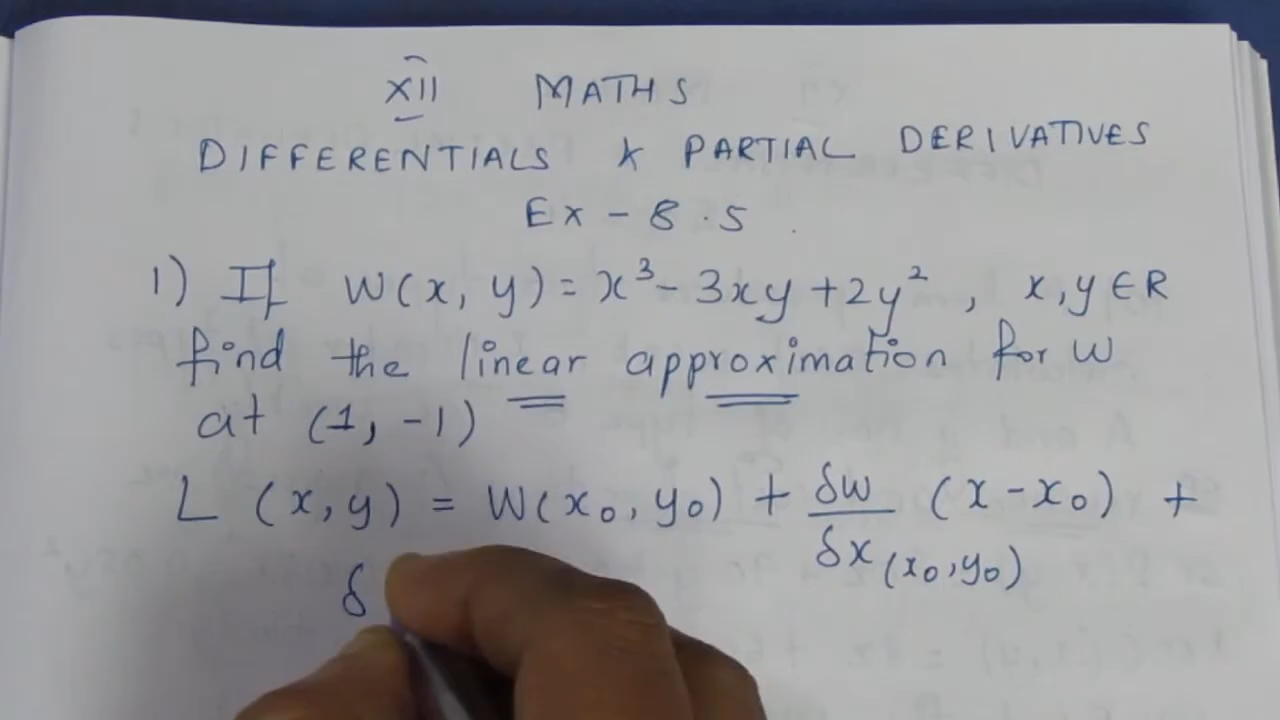 XII MATHS
DIFFERENTIALS & PARTIAL DERIVATIVES
Ex - 8.5
1) If W(x, y) = x³ - 3xy + 2y², x, y ∈ R
find the linear approximation for W
at (1, -1)
L (x, y) = W(x₀, y₀) + δw/δx (x₀, y₀) (x - x₀) +
δ